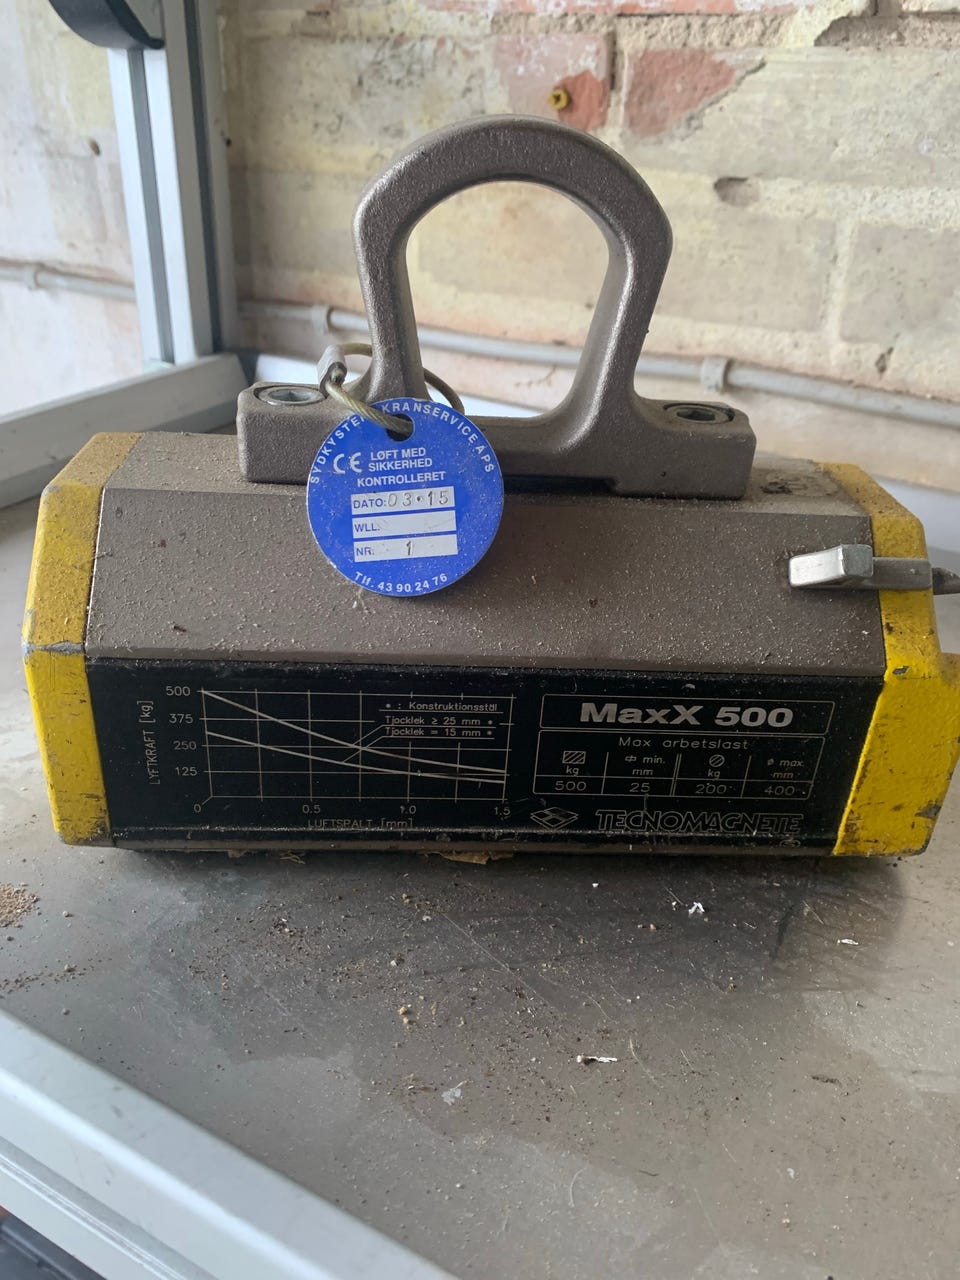 SYDKYSTENS KRANSERVICE APS
CE LØFT MED
SIKKERHED
KONTROLLERET
DATO: 03·15
WLL:
NR: 1
Tlf. 43 90 24 76
LYFTKRAFT [kg]
500
375
250
125
0
0.5
1.0
1.5
LUFTSPALT [mm]
* : Konstruktionsstål
Tjocklek ≥ 25 mm *
Tjocklek = 15 mm *
MaxX 500
Max arbetslast
min. max.
kg mm kg mm
500 25 200 400
TECNOMAGNETE